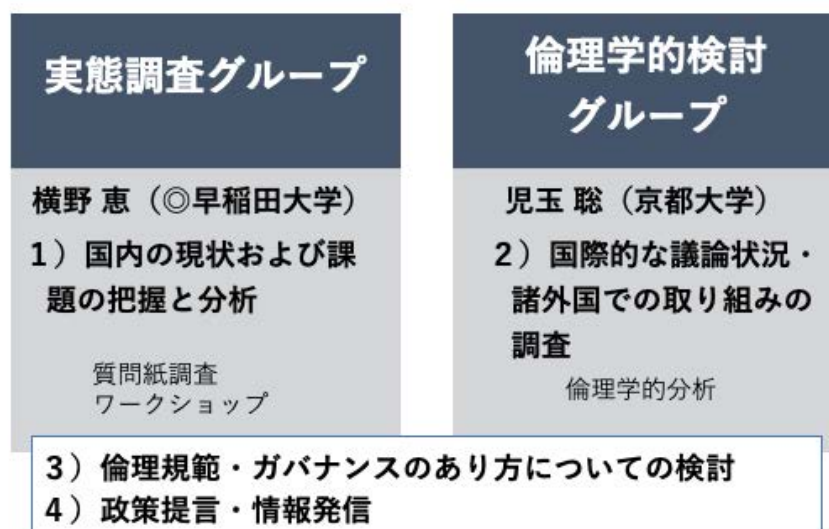 実態調査グループ
横野 恵（◎早稲田大学）
1）国内の現状および課
題の把握と分析
質問紙調査
ワークショップ
倫理学的検討
グループ
児玉 聡（京都大学）
2）国際的な議論状況・
諸外国での取り組みの
調査
倫理学的分析
3）倫理規範・ガバナンスのあり方についての検討
4）政策提言・情報発信